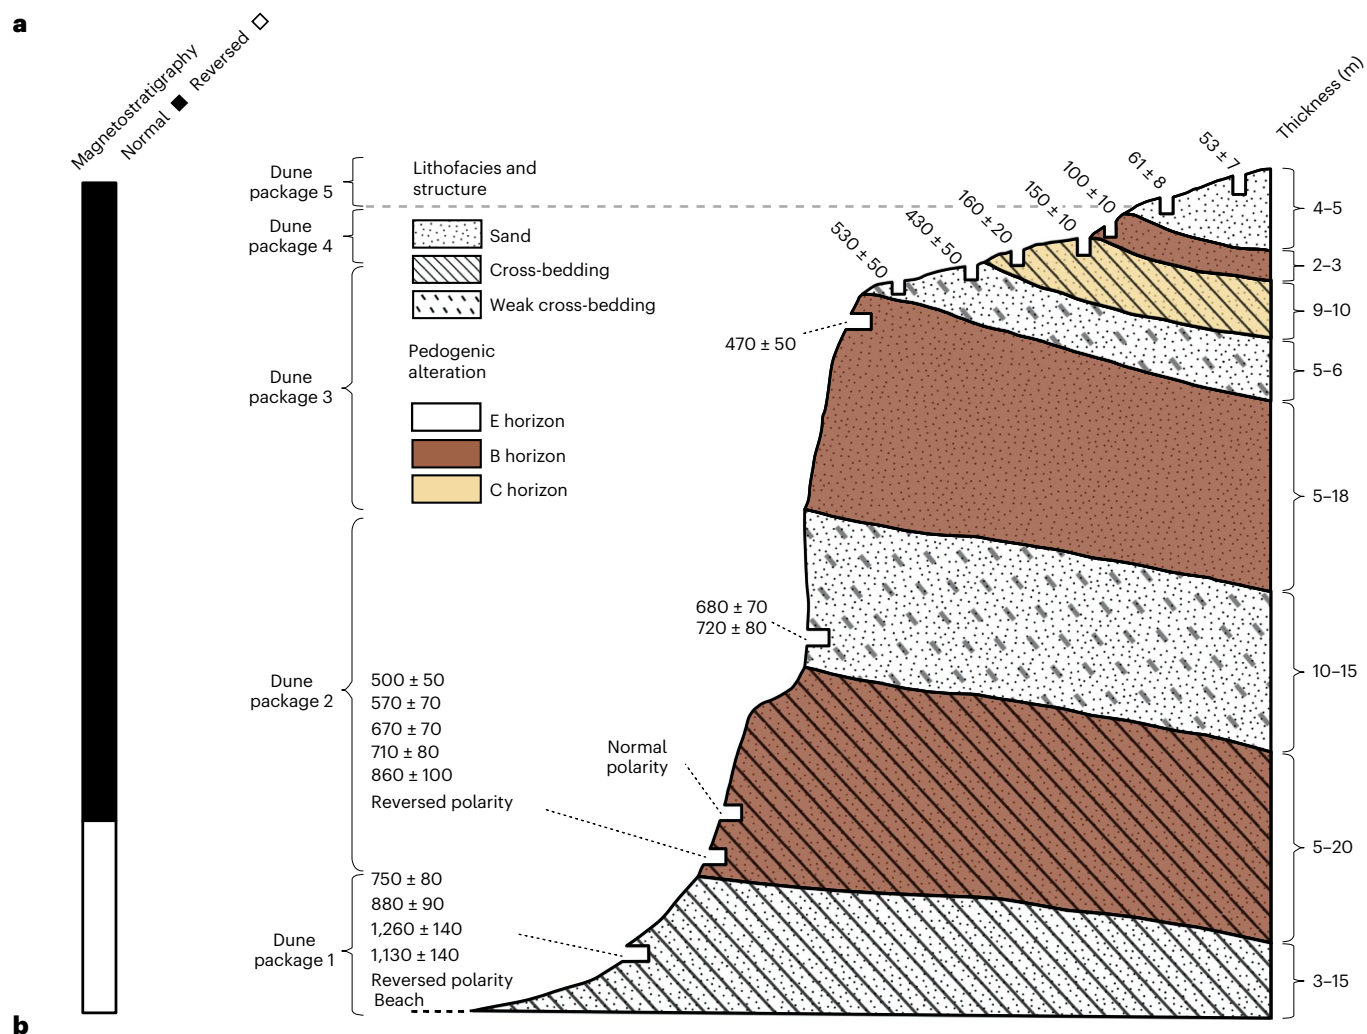 a
Magnetostratigraphy
Normal ◆ Reversed ◇
Thickness (m)
Dune
package 5
Dune
package 4
Dune
package 3
Dune
package 2
Dune
package 1
Lithofacies and
structure
Sand
Cross-bedding
Weak cross-bedding
Pedogenic
alteration
E horizon
B horizon
C horizon
530 ± 50
430 ± 50
160 ± 20
150 ± 10
100 ± 10
61 ± 8
53 ± 7
470 ± 50
680 ± 70
720 ± 80
500 ± 50
570 ± 70
670 ± 70
710 ± 80
860 ± 100
Reversed polarity
Normal
polarity
750 ± 80
880 ± 90
1,260 ± 140
1,130 ± 140
Reversed polarity
Beach
4–5
2–3
9–10
5–6
5–18
10–15
5–20
3–15
b